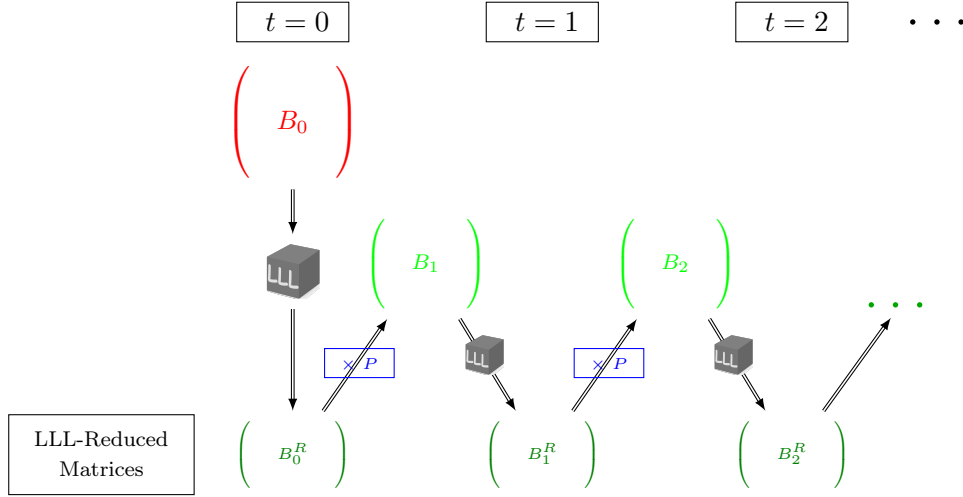 t = 0
t = 1
t = 2
· · ·
B₀
LLL
B₁
B₂
· · ·
LLL
LLL
× P
× P
LLL-Reduced
Matrices
B₀ᴿ
B₁ᴿ
B₂ᴿ